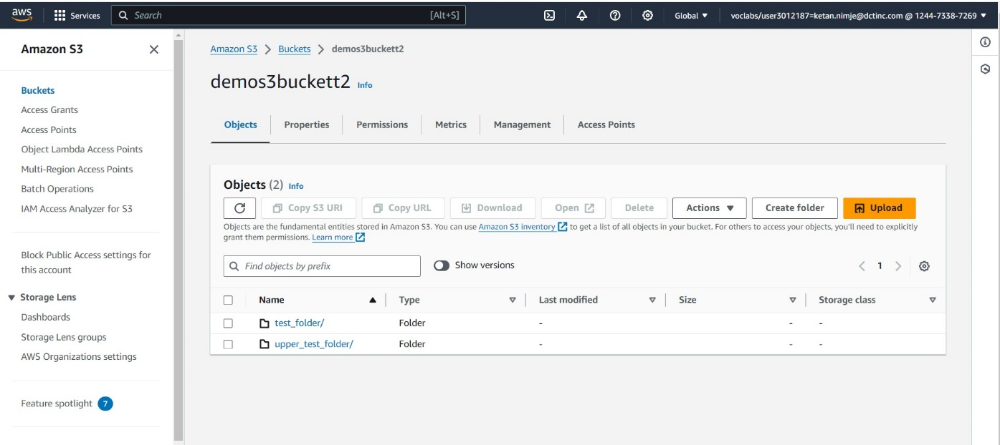 aws Services Search [Alt+S] Global voclabs/user3012187=ketan.nimje@dctinc.com @ 1244-7338-7269
Amazon S3
Buckets
Access Grants
Access Points
Object Lambda Access Points
Multi-Region Access Points
Batch Operations
IAM Access Analyzer for S3
Block Public Access settings for
this account
Storage Lens
Dashboards
Storage Lens groups
AWS Organizations settings
Feature spotlight 7
Amazon S3 > Buckets > demos3buckett2
demos3buckett2 Info
Objects Properties Permissions Metrics Management Access Points
Objects (2) Info
Copy S3 URI Copy URL Download Open Delete Actions Create folder Upload
Objects are the fundamental entities stored in Amazon S3. You can use Amazon S3 inventory to get a list of all objects in your bucket. For others to access your objects, you'll need to explicitly
grant them permissions. Learn more
Find objects by prefix Show versions 1
Name Type Last modified Size Storage class
test_folder/ Folder - - -
upper_test_folder/ Folder - - -